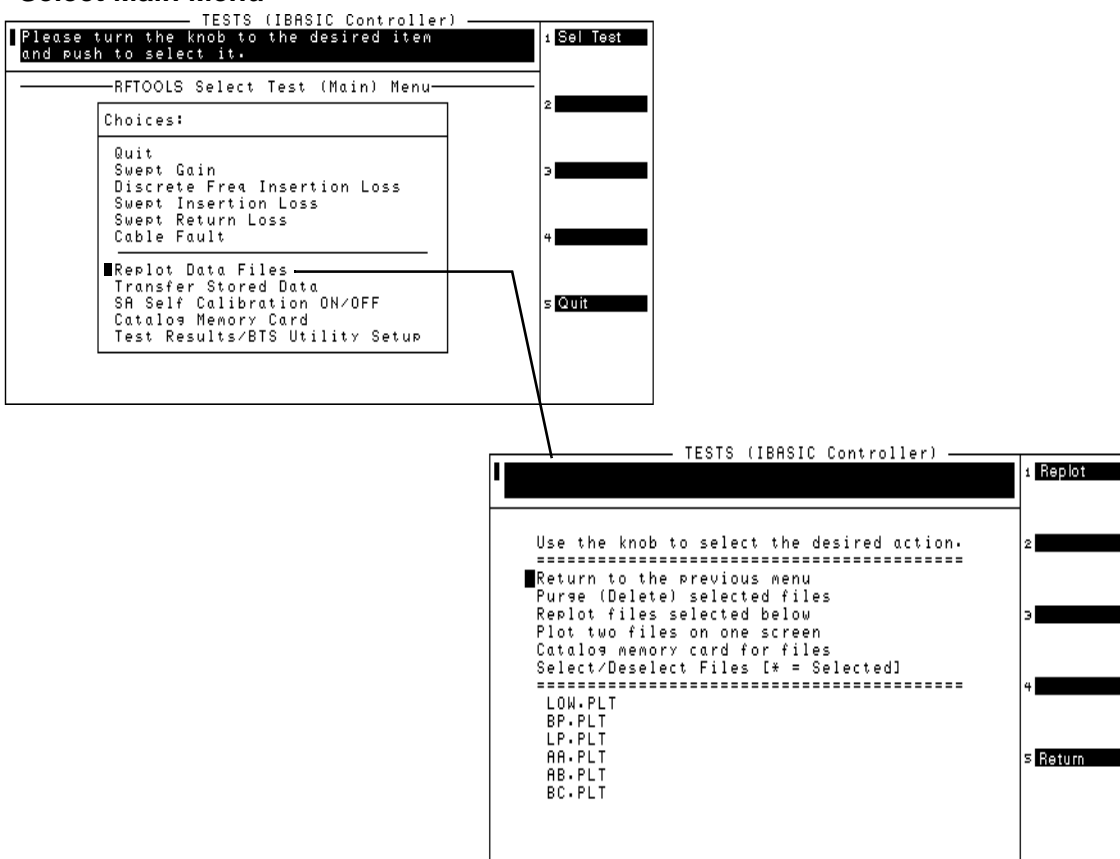 Select Main Menu
TESTS (IBASIC Controller)
Please turn the knob to the desired item
and push to select it.
1 Sel Test
RFTOOLS Select Test (Main) Menu
2
Choices:
Quit
Swept Gain
3
Discrete Freq Insertion Loss
Swept Insertion Loss
Swept Return Loss
Cable Fault
4
Replot Data Files
Transfer Stored Data
SA Self Calibration ON/OFF
5 Quit
Catalog Memory Card
Test Results/BTS Utility Setup
TESTS (IBASIC Controller)
1 Replot
Use the knob to select the desired action.
2
=============================================
Return to the previous menu
Purge (Delete) selected files
Replot files selected below
3
Plot two files on one screen
Catalog memory card for files
Select/Deselect Files [* = Selected]
=============================================
4
LOW.PLT
BP.PLT
LP.PLT
AA.PLT
5 Return
AB.PLT
BC.PLT